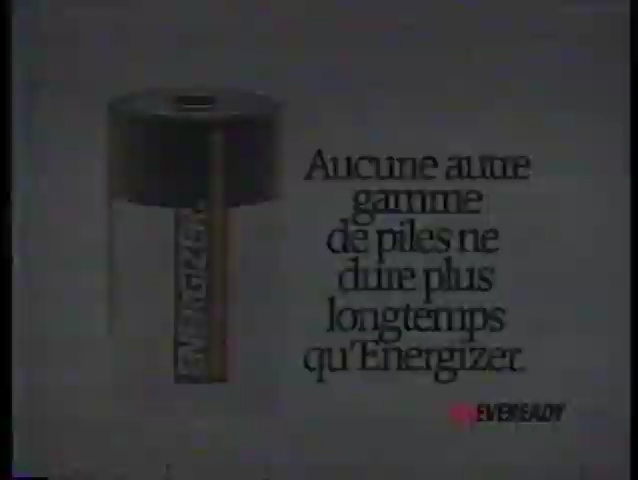 ENERGIZER
Aucune autre
gamme
de piles ne
dure plus
longtemps
qu'Energizer.
EVEREADY